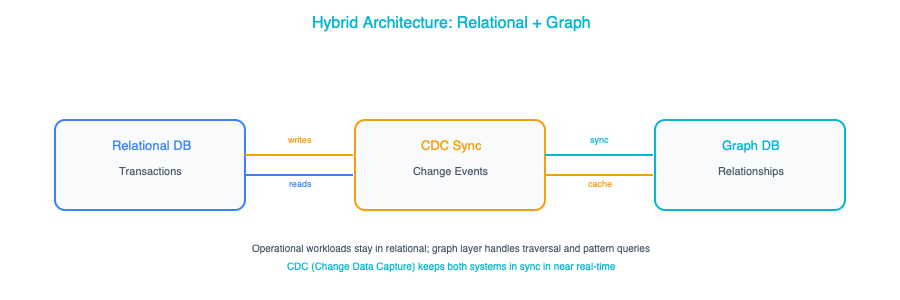 Hybrid Architecture: Relational + Graph
Relational DB
Transactions
writes
reads
CDC Sync
Change Events
sync
cache
Graph DB
Relationships
Operational workloads stay in relational; graph layer handles traversal and pattern queries
CDC (Change Data Capture) keeps both systems in sync in near real-time